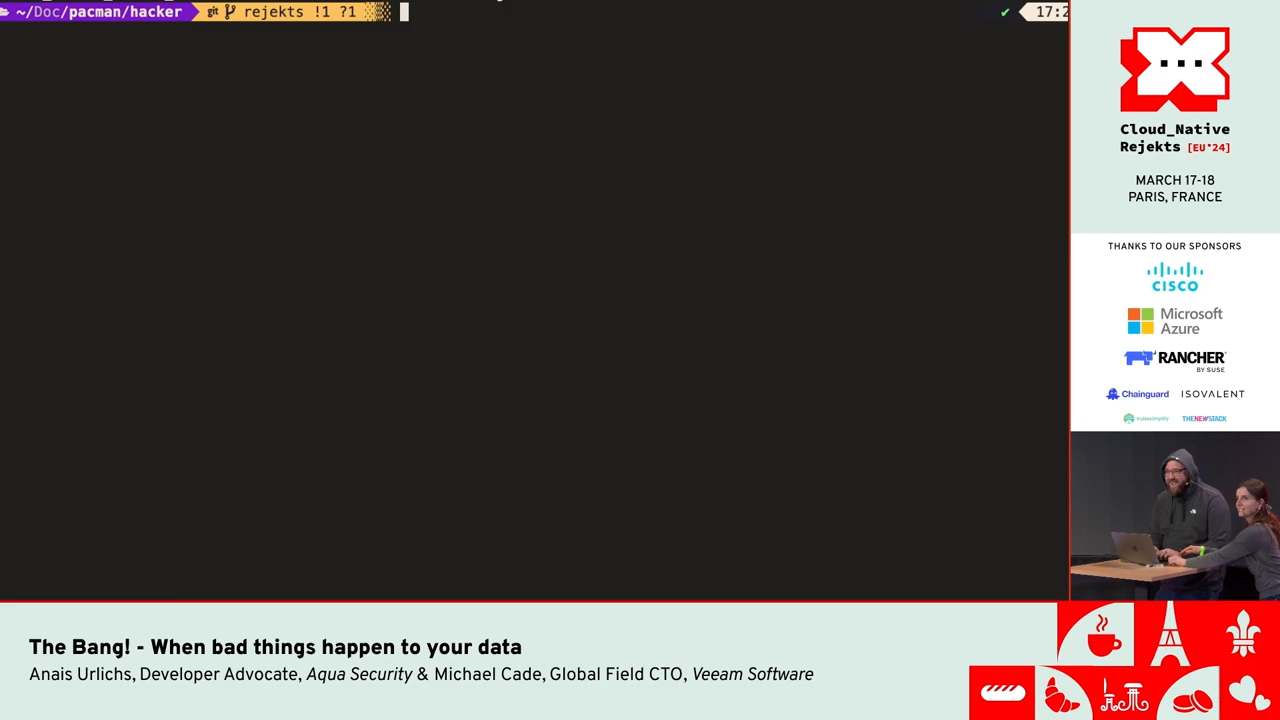 ~/Doc/pacman/hacker git rejekts !1 ?1 ✔ 17:2
Cloud_Native
Rejekts [EU'24]
MARCH 17-18
PARIS, FRANCE
THANKS TO OUR SPONSORS
CISCO
Microsoft
Azure
RANCHER
BY SUSE
Chainguard ISOVALENT
kubesimplify THENEWSTACK
The Bang! - When bad things happen to your data
Anais Urlichs, Developer Advocate, Aqua Security & Michael Cade, Global Field CTO, Veeam Software